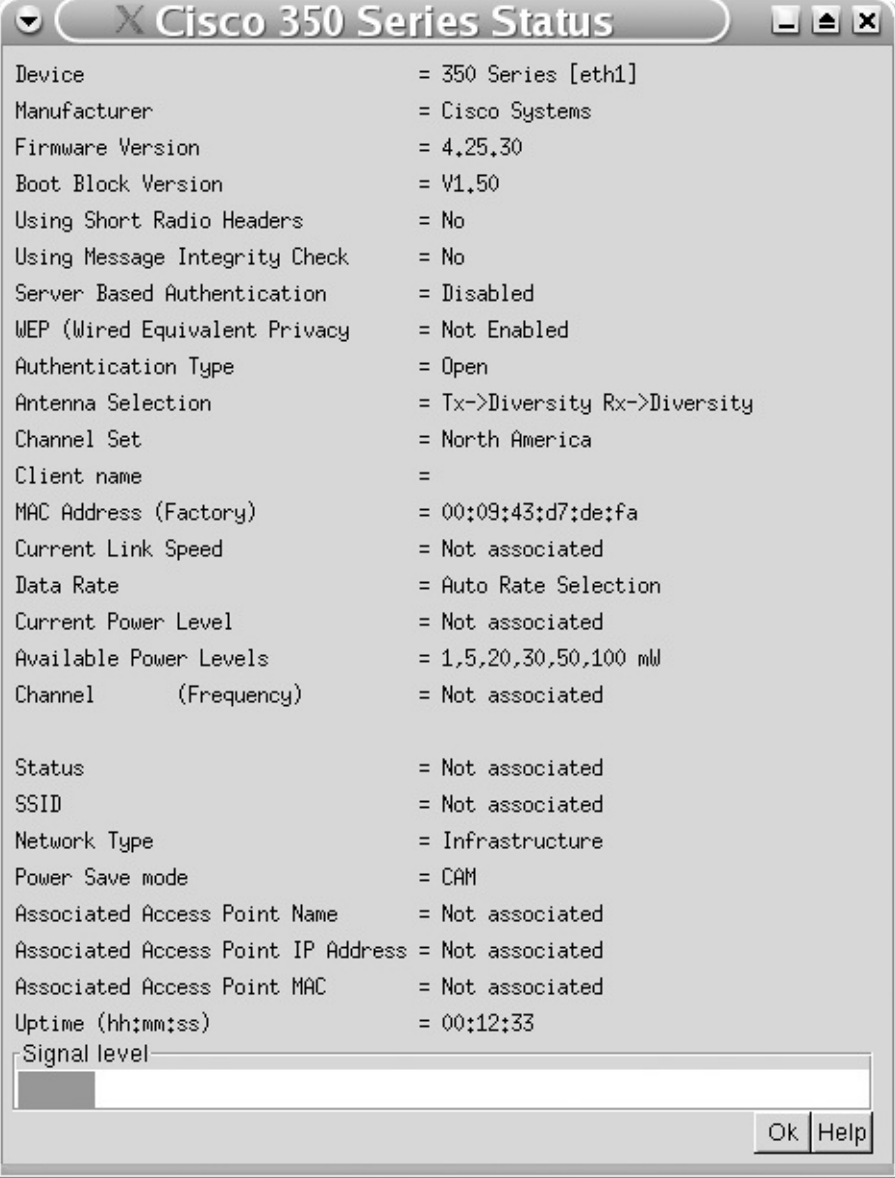 X Cisco 350 Series Status
Device = 350 Series [eth1]
Manufacturer = Cisco Systems
Firmware Version = 4.25.30
Boot Block Version = V1.50
Using Short Radio Headers = No
Using Message Integrity Check = No
Server Based Authentication = Disabled
WEP (Wired Equivalent Privacy = Not Enabled
Authentication Type = Open
Antenna Selection = Tx->Diversity Rx->Diversity
Channel Set = North America
Client name =
MAC Address (Factory) = 00:09:43:d7:de:fa
Current Link Speed = Not associated
Data Rate = Auto Rate Selection
Current Power Level = Not associated
Available Power Levels = 1,5,20,30,50,100 mW
Channel (Frequency) = Not associated
Status = Not associated
SSID = Not associated
Network Type = Infrastructure
Power Save mode = CAM
Associated Access Point Name = Not associated
Associated Access Point IP Address = Not associated
Associated Access Point MAC = Not associated
Uptime (hh:mm:ss) = 00:12:33
Signal level
Ok Help